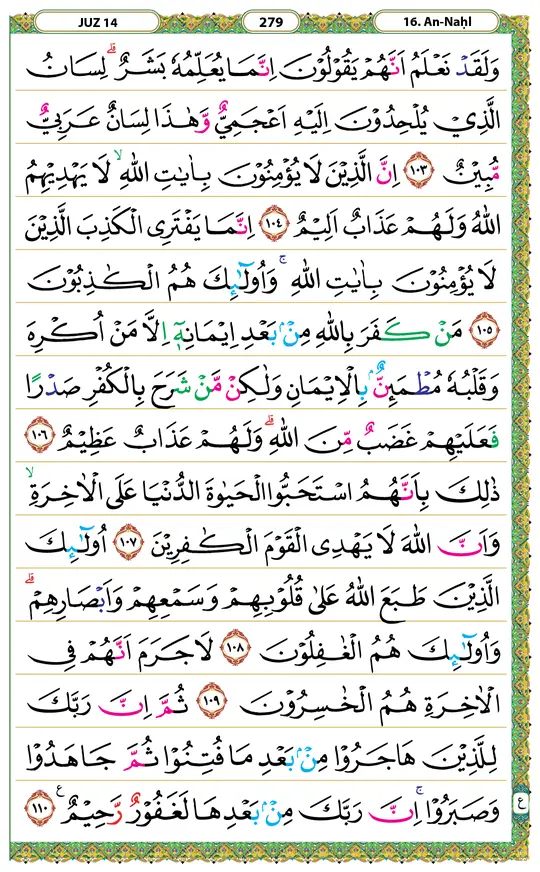 JUZ 14 279 16. An-Naḥl
وَلَقَدْ نَعْلَمُ اَنَّهُمْ يَقُوْلُوْنَ اِنَّمَا يُعَلِّمُهٗ بَشَرٌ ۗ لِسَانُ
الَّذِيْ يُلْحِدُوْنَ اِلَيْهِ اَعْجَمِيٌّ وَّهٰذَا لِسَانٌ عَرَبِيٌّ
مُّبِيْنٌ ١٠٣ اِنَّ الَّذِيْنَ لَا يُؤْمِنُوْنَ بِاٰيٰتِ اللّٰهِ ۙ لَا يَهْدِيْهِمُ
اللّٰهُ وَلَهُمْ عَذَابٌ اَلِيْمٌ ١٠٤ اِنَّمَا يَفْتَرِى الْكَذِبَ الَّذِيْنَ
لَا يُؤْمِنُوْنَ بِاٰيٰتِ اللّٰهِ ۚ وَاُولٰۤىِٕكَ هُمُ الْكٰذِبُوْنَ
١٠٥ مَنْ كَفَرَ بِاللّٰهِ مِنْۢ بَعْدِ اِيْمَانِهٖٓ اِلَّا مَنْ اُكْرِهَ
وَقَلْبُهٗ مُطْمَىِٕنٌّۢ بِالْاِيْمَانِ وَلٰكِنْ مَّنْ شَرَحَ بِالْكُفْرِ صَدْرًا
فَعَلَيْهِمْ غَضَبٌ مِّنَ اللّٰهِ ۗ وَلَهُمْ عَذَابٌ عَظِيْمٌ ١٠٦
ذٰلِكَ بِاَنَّهُمُ اسْتَحَبُّوا الْحَيٰوةَ الدُّنْيَا عَلَى الْاٰخِرَةِ ۙ
وَاَنَّ اللّٰهَ لَا يَهْدِى الْقَوْمَ الْكٰفِرِيْنَ ١٠٧ اُولٰۤىِٕكَ
الَّذِيْنَ طَبَعَ اللّٰهُ عَلٰى قُلُوْبِهِمْ وَسَمْعِهِمْ وَاَبْصَارِهِمْ ۗ
وَاُولٰۤىِٕكَ هُمُ الْغٰفِلُوْنَ ١٠٨ لَا جَرَمَ اَنَّهُمْ فِى
الْاٰخِرَةِ هُمُ الْخٰسِرُوْنَ ١٠٩ ثُمَّ اِنَّ رَبَّكَ
لِلَّذِيْنَ هَاجَرُوْا مِنْۢ بَعْدِ مَا فُتِنُوْا ثُمَّ جَاهَدُوْا
وَصَبَرُوْا ۚ اِنَّ رَبَّكَ مِنْۢ بَعْدِهَا لَغَفُوْرٌ رَّحِيْمٌ ࣖ ١١٠
ع